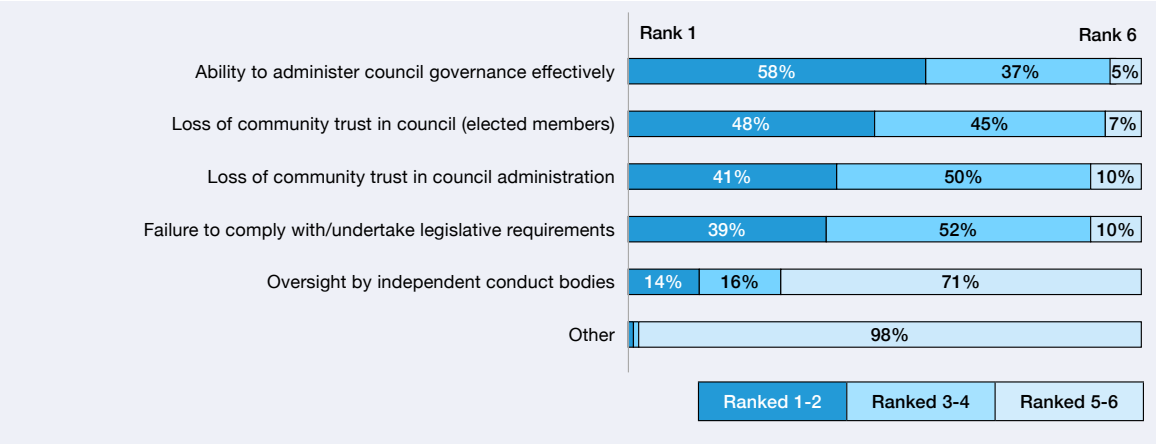 Rank 1 Rank 6
Ability to administer council governance effectively 58% 37% 5%
Loss of community trust in council (elected members) 48% 45% 7%
Loss of community trust in council administration 41% 50% 10%
Failure to comply with/undertake legislative requirements 39% 52% 10%
Oversight by independent conduct bodies 14% 16% 71%
Other 98%
Ranked 1-2 Ranked 3-4 Ranked 5-6